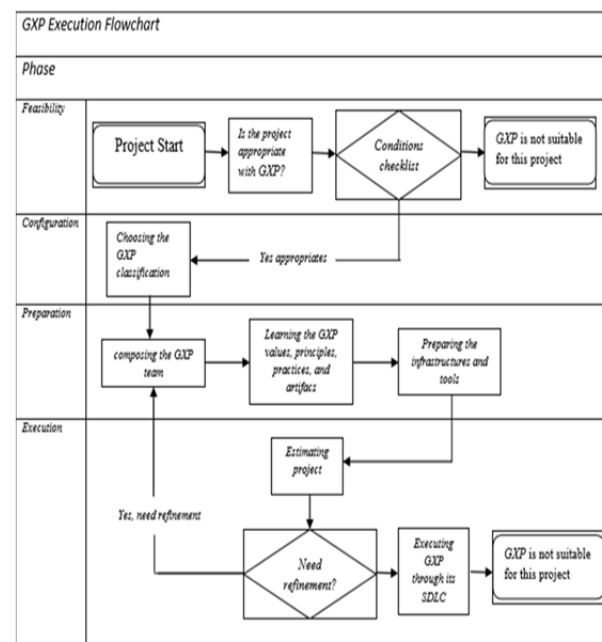 GXP Execution Flowchart
Phase
Feasibility
Project Start
Is the project
appropriate
with GXP?
Conditions
checklist
GXP is not suitable
for this project
Configuration
Choosing the
GXP
classification
Yes appropriates
Preparation
composing the GXP
team
Learning the GXP
values, principles,
practices, and
artifacs
Preparing the
infrastructures and
tools
Execution
Estimating
project
Yes, need refinement
Need
refinement?
Executing
GXP
through its
SDLC
GXP is not suitable
for this project